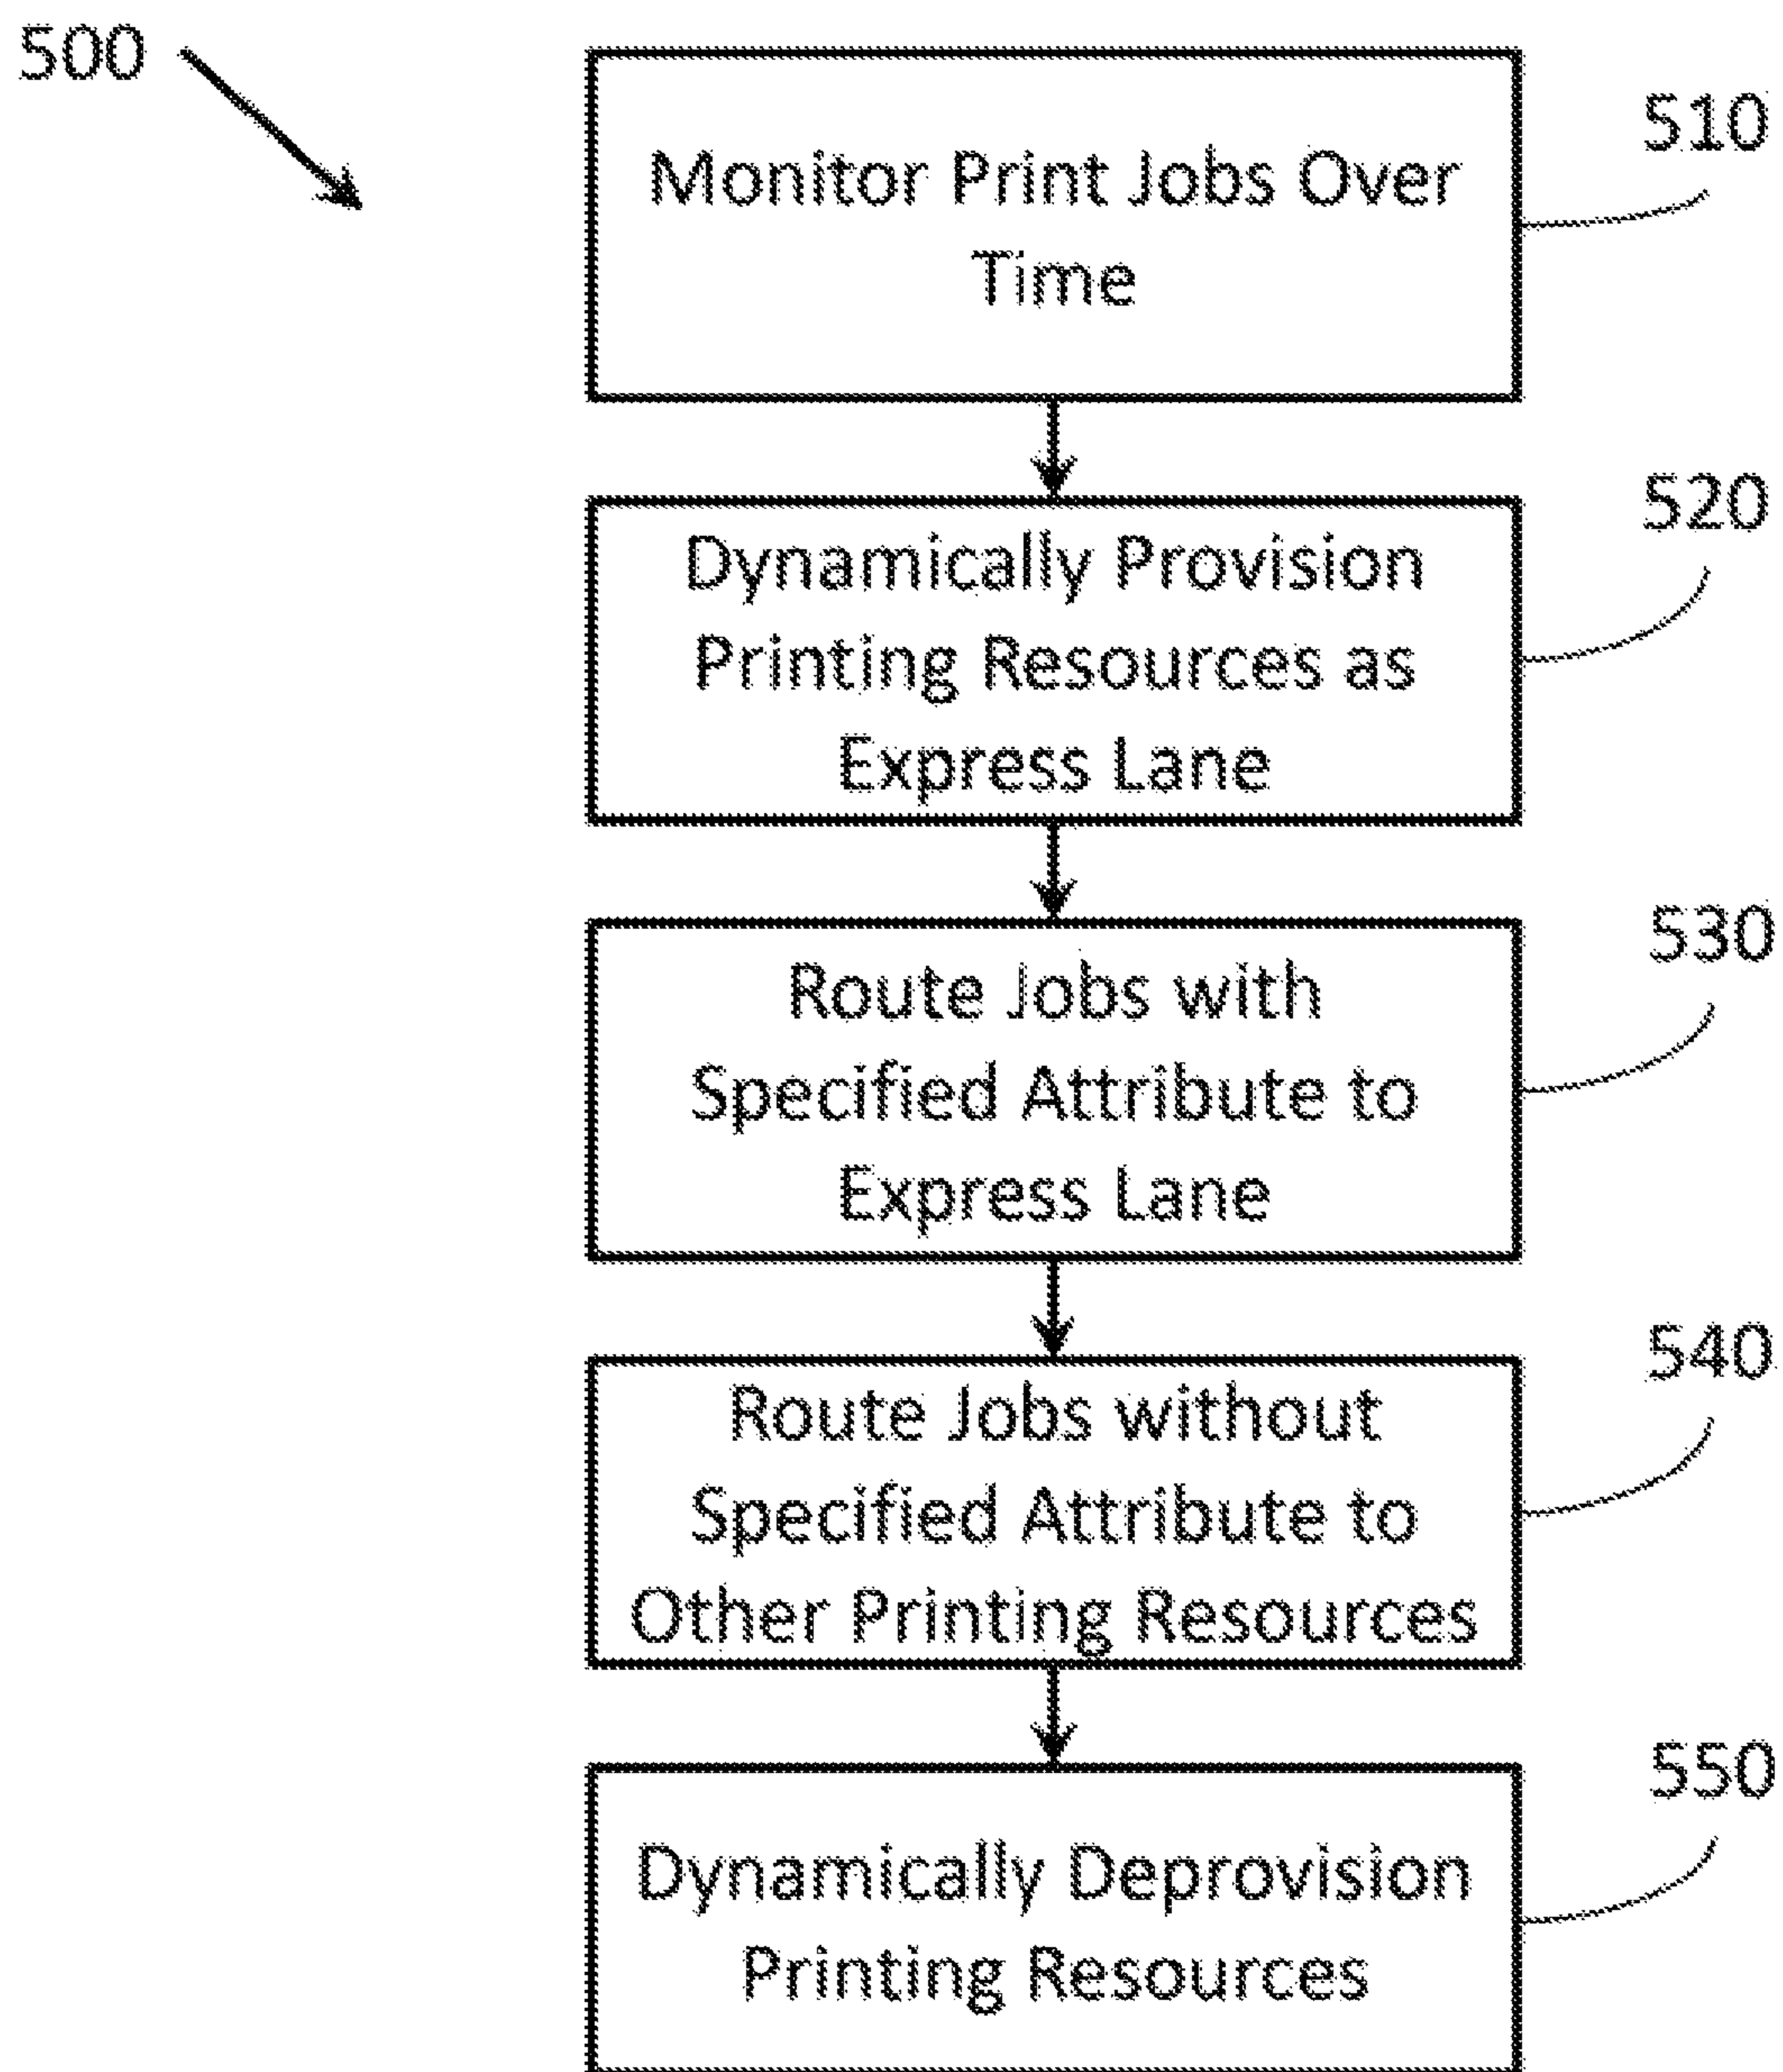 500
510
Monitor Print Jobs Over
Time
520
Dynamically Provision
Printing Resources as
Express Lane
530
Route Jobs with
Specified Attribute to
Express Lane
540
Route Jobs without
Specified Attribute to
Other Printing Resources
550
Dynamically Deprovision
Printing Resources